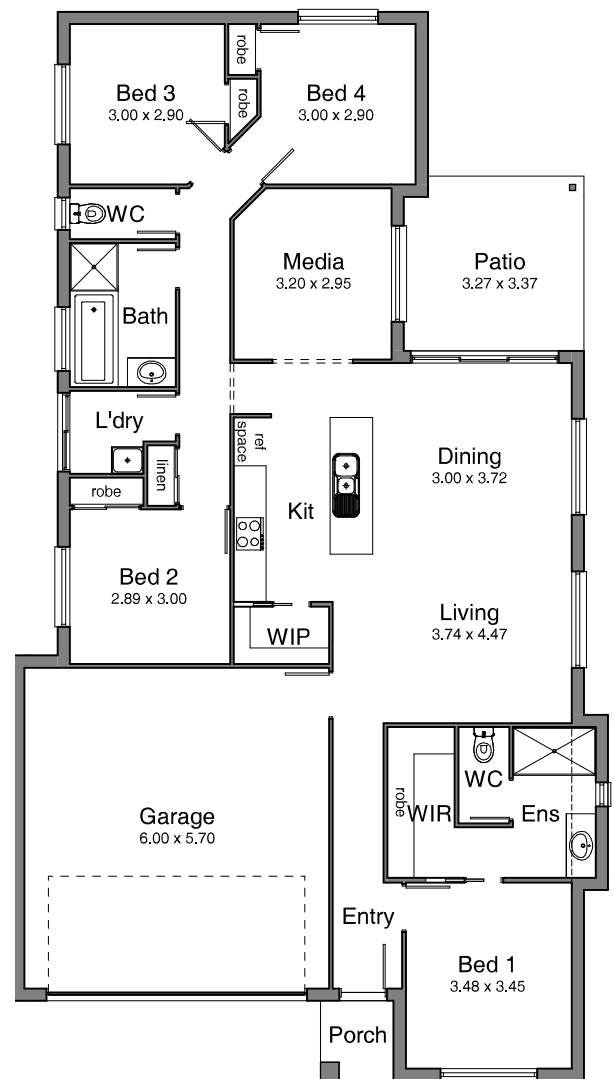 robe
Bed 3
3.00 x 2.90
robe
Bed 4
3.00 x 2.90
WC
Media
3.20 x 2.95
Patio
3.27 x 3.37
Bath
L'dry
linen
robe
ref
space
Kit
Dining
3.00 x 3.72
Bed 2
2.89 x 3.00
WIP
Living
3.74 x 4.47
Garage
6.00 x 5.70
robe
WIR
WC
Ens
Entry
Bed 1
3.48 x 3.45
Porch